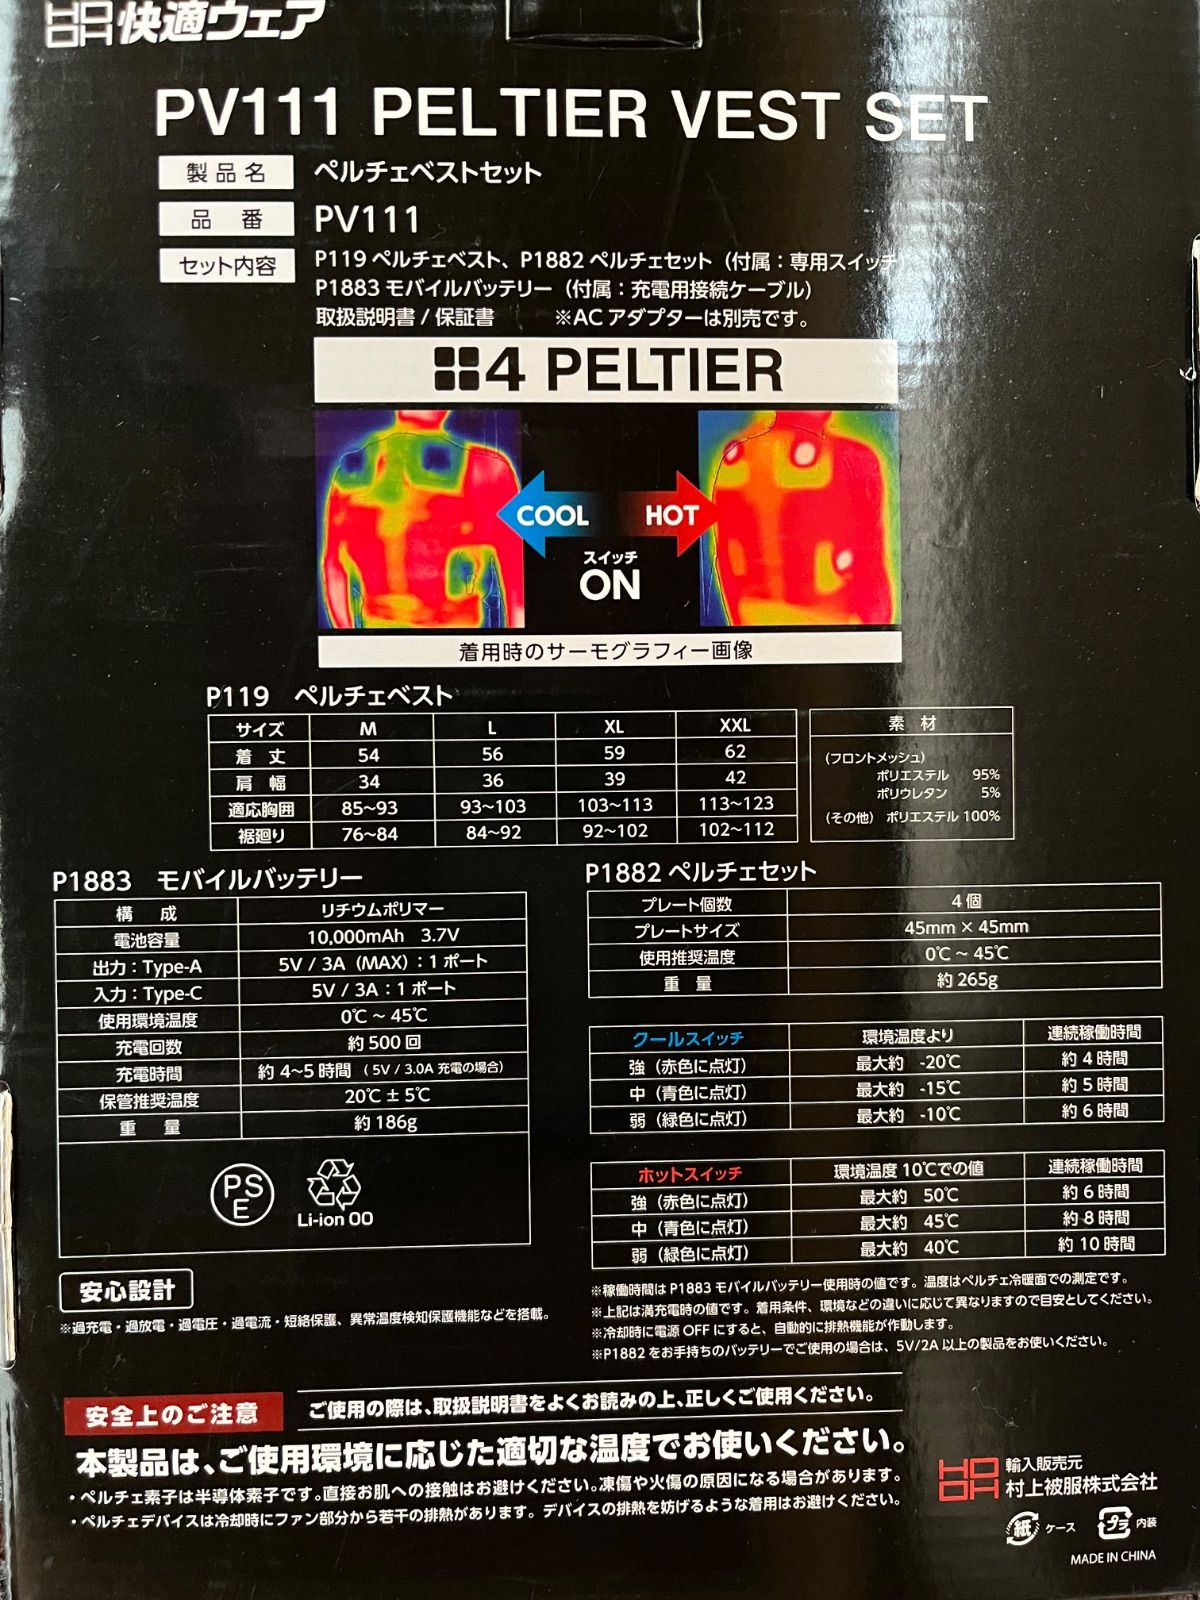 HOOH 快適ウェア
PV111 PELTIER VEST SET
製品名 ペルチェベストセット
品 番 PV111
セット内容 P119 ペルチェベスト、P1882 ペルチェセット（付属：専用スイッチ
P1883 モバイルバッテリー（付属：充電用接続ケーブル）
取扱説明書 / 保証書 ※AC アダプターは別売です。
4 PELTIER
COOL HOT
スイッチ
ON
着用時のサーモグラフィー画像
P119 ペルチェベスト
サイズ M L XL XXL
着 丈 54 56 59 62
肩 幅 34 36 39 42
適応胸囲 85~93 93~103 103~113 113~123
裾廻り 76~84 84~92 92~102 102~112
素 材
（フロントメッシュ）
ポリエステル 95%
ポリウレタン 5%
（その他） ポリエステル 100%
P1883 モバイルバッテリー
構 成 リチウムポリマー
電池容量 10,000mAh 3.7V
出力：Type-A 5V / 3A（MAX）：1 ポート
入力：Type-C 5V / 3A：1 ポート
使用環境温度 0℃ ~ 45℃
充電回数 約 500 回
充電時間 約 4~5 時間 （ 5V / 3.0A 充電の場合）
保管推奨温度 20℃ ± 5℃
重 量 約 186g
PSE
Li-ion 00
安心設計
※過充電・過放電・過電圧・過電流・短絡保護、異常温度検知保護機能などを搭載。
P1882 ペルチェセット
プレート個数 4 個
プレートサイズ 45mm × 45mm
使用推奨温度 0℃ ~ 45℃
重 量 約 265g
クールスイッチ 環境温度より 連続稼働時間
強（赤色に点灯） 最大約 -20℃ 約 4 時間
中（青色に点灯） 最大約 -15℃ 約 5 時間
弱（緑色に点灯） 最大約 -10℃ 約 6 時間
ホットスイッチ 環境温度 10℃での値 連続稼働時間
強（赤色に点灯） 最大約 50℃ 約 6 時間
中（青色に点灯） 最大約 45℃ 約 8 時間
弱（緑色に点灯） 最大約 40℃ 約 10 時間
※稼働時間は P1883 モバイルバッテリー使用時の値です。温度はペルチェ冷暖面での測定です。
※上記は満充電時の値です。着用条件、環境などの違いに応じて異なりますので目安としてください。
※冷却時に電源 OFF にすると、自動的に排熱機能が作動します。
※P1882 をお手持ちのバッテリーでご使用の場合は、5V/2A 以上の製品をお使いください。
安全上のご注意 ご使用の際は、取扱説明書をよくお読みの上、正しくご使用ください。
本製品は、ご使用環境に応じた適切な温度でお使いください。
・ペルチェ素子は半導体素子です。直接お肌への接触はお避けください。凍傷や火傷の原因になる場合があります。
・ペルチェデバイスは冷却時にファン部分から若干の排熱があります。デバイスの排熱を妨げるような着用はお避けください。
HOOH
輸入販売元
村上被服株式会社
紙 ケース プラ 内装
MADE IN CHINA